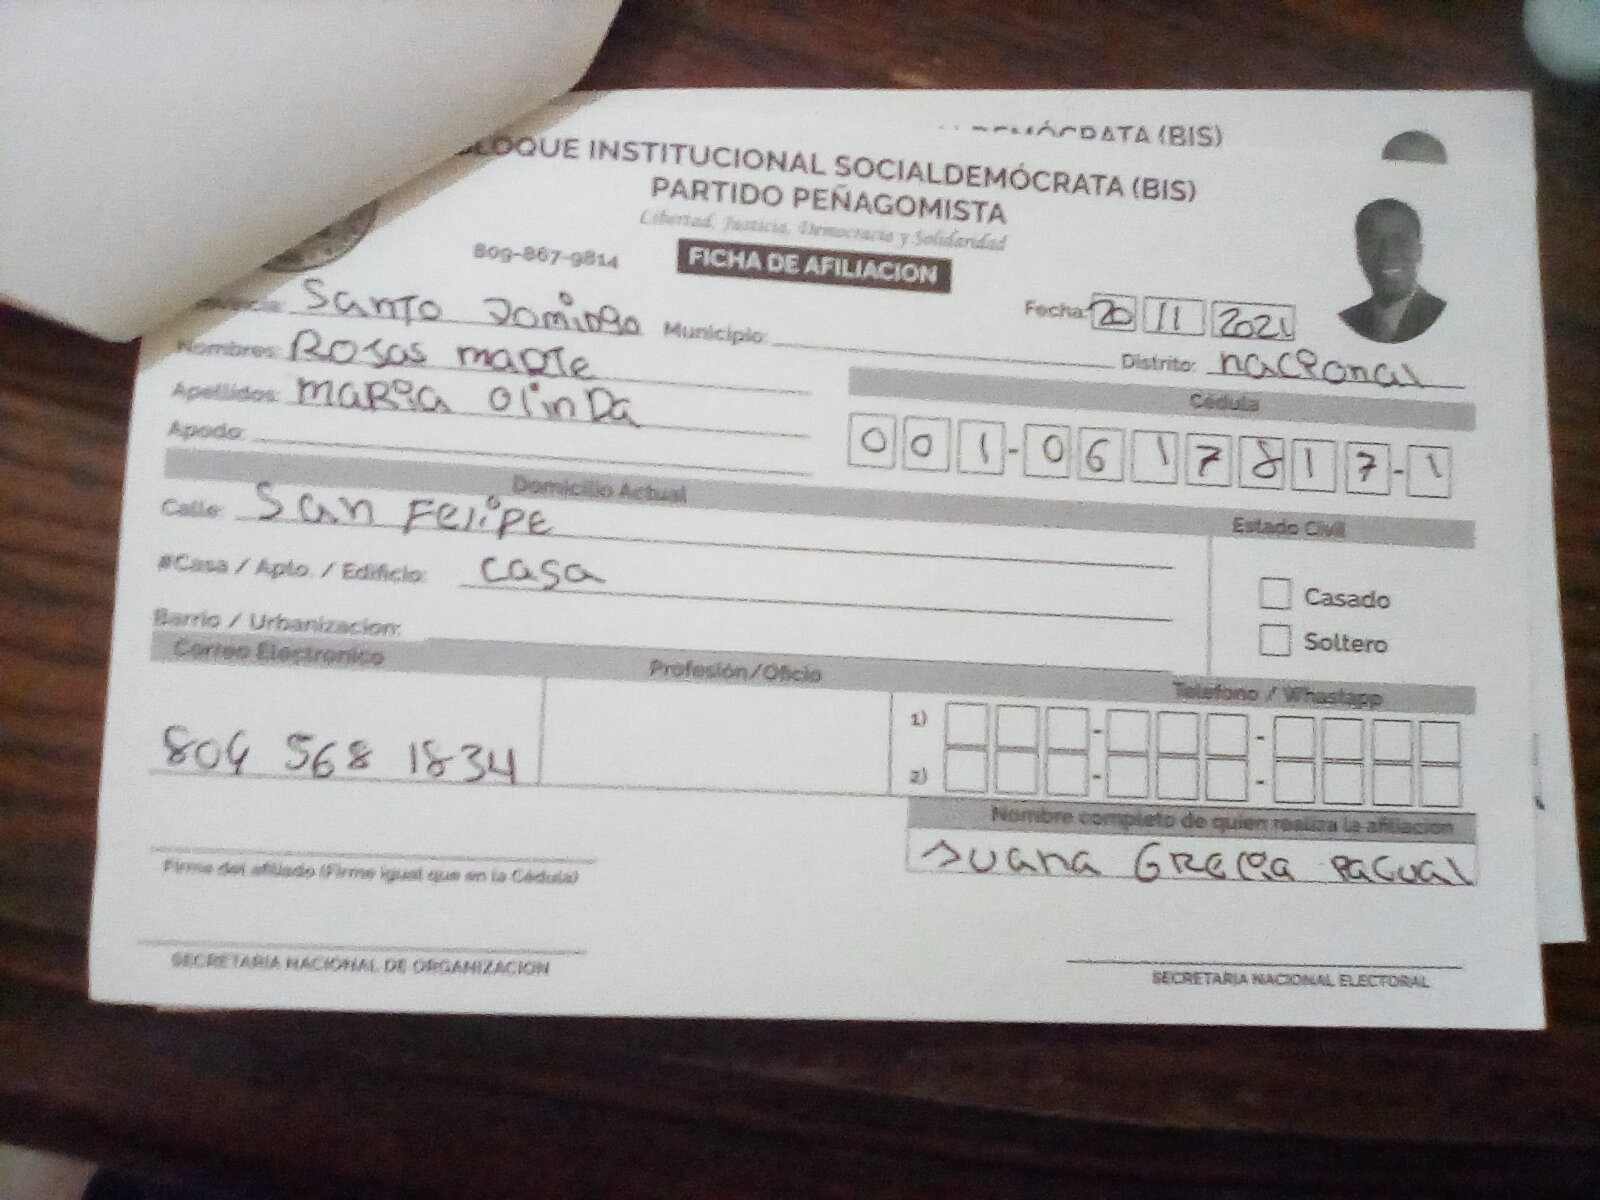 DEMÓCRATA (BIS)
BLOQUE INSTITUCIONAL SOCIALDEMÓCRATA (BIS)
PARTIDO PEÑAGOMISTA
Libertad, Justicia, Democracia y Solidaridad
809-867-9814
FICHA DE AFILIACION
Fecha: 20 11 2021
Santo Domingo Municipio:
Distrito: nacional
Nombres: Rosas marte
Apellidos: maria olinDa
Apodo:
Cédula
001-0617817-1
Domicilio Actual
Calle: San Felipe
#Casa / Apto. / Edificio: casa
Barrio / Urbanizacion:
Estado Civil
Casado
Soltero
Correo Electronico
Profesión/Oficio
Telefono / Whastapp
1)
2)
809 568 1834
Nombre completo de quien realiza la afiliacion
Juana Grecia Pacual
Firma del afiliado (Firme igual que en la Cédula)
SECRETARIA NACIONAL DE ORGANIZACION
SECRETARIA NACIONAL ELECTORAL